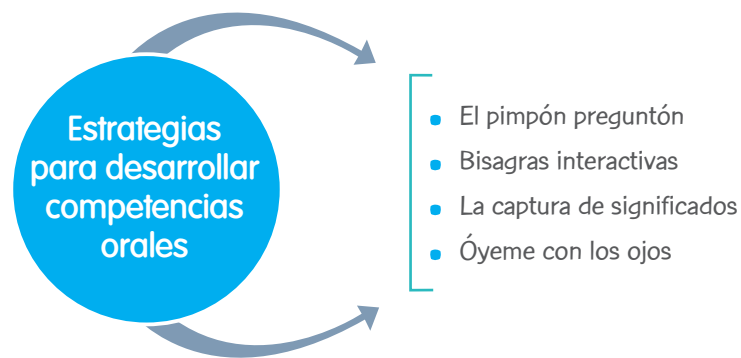 Estrategias
para desarrollar
competencias
orales
El pimpón preguntón
Bisagras interactivas
La captura de significados
Óyeme con los ojos